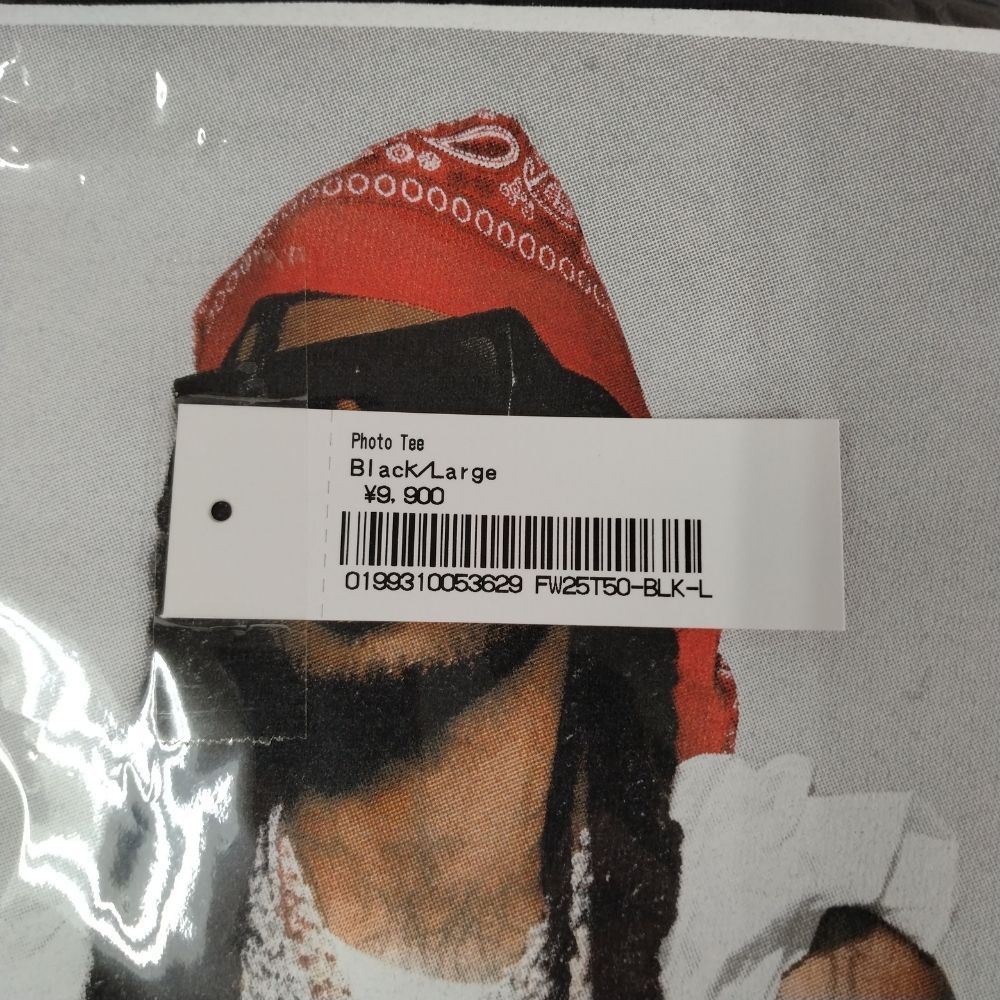 Photo Tee
Black/Large
¥9,900
0199310053629 FW25T50-BLK-L